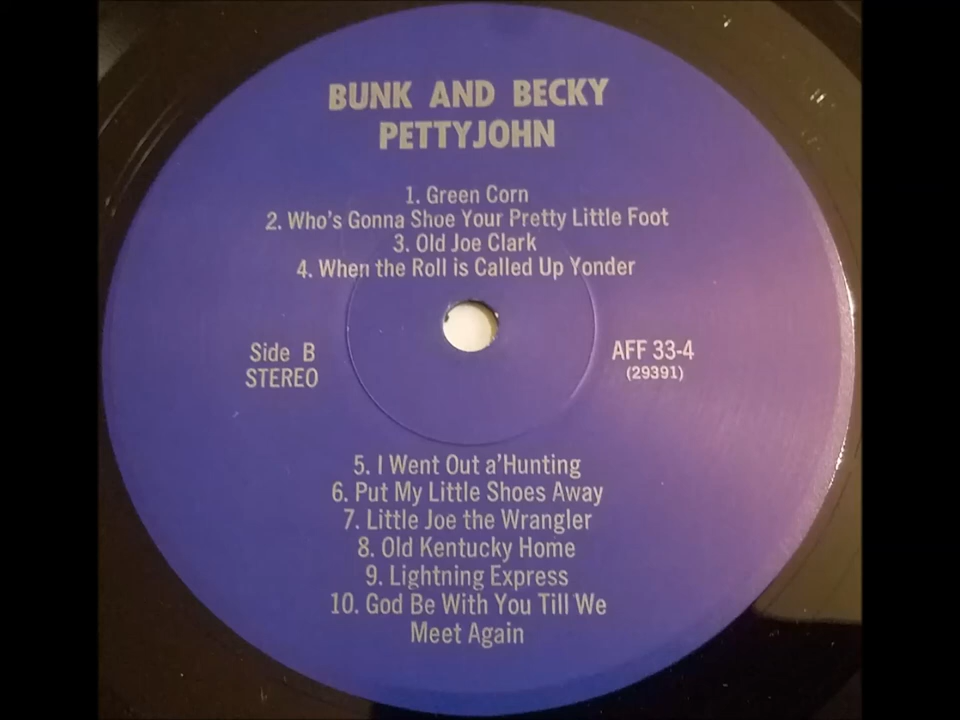 BUNK AND BECKY
PETTYJOHN
1. Green Corn
2. Who's Gonna Shoe Your Pretty Little Foot
3. Old Joe Clark
4. When the Roll is Called Up Yonder
Side B
STEREO
AFF 33-4
(29391)
5. I Went Out a'Hunting
6. Put My Little Shoes Away
7. Little Joe the Wrangler
8. Old Kentucky Home
9. Lightning Express
10. God Be With You Till We
Meet Again